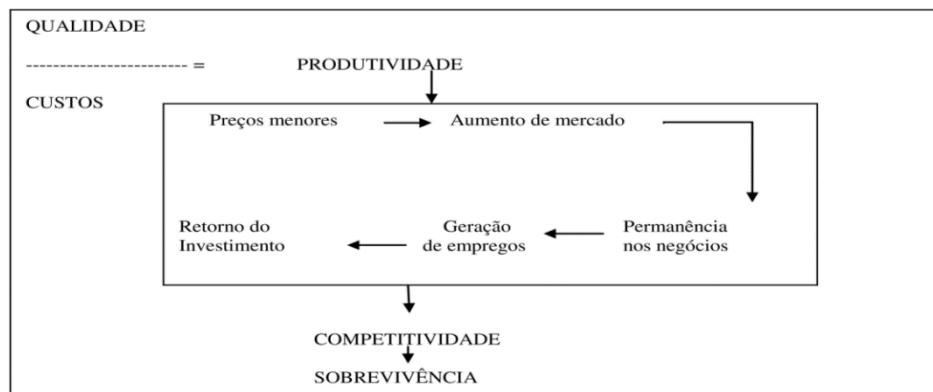 QUALIDADE
------------------------ = PRODUTIVIDADE
CUSTOS
Preços menores Aumento de mercado
Retorno do Geração Permanência
Investimento de empregos nos negócios
COMPETITIVIDADE
SOBREVIVÊNCIA